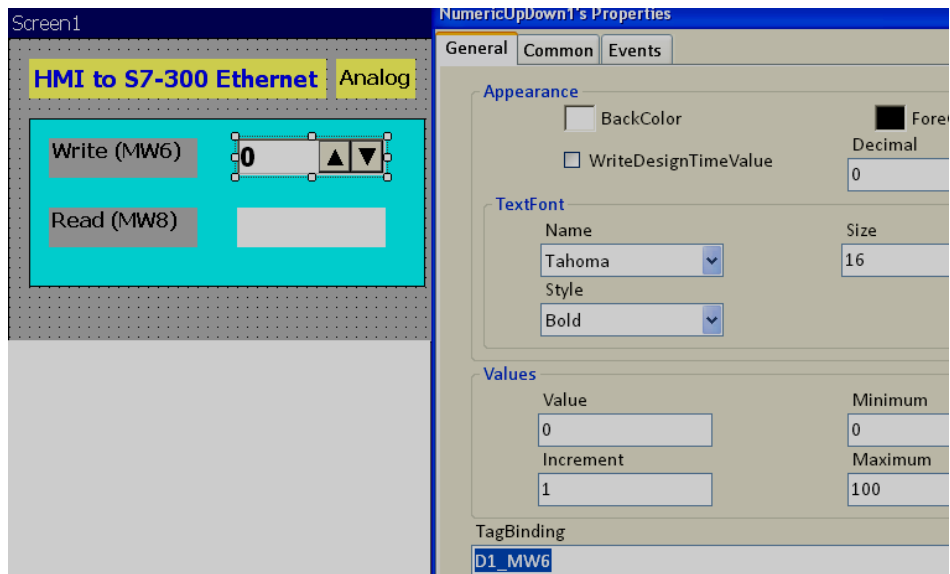 Screen1
HMI to S7-300 Ethernet
Analog
Write (MW6)
0
Read (MW8)
NumericUpDown1's Properties
General
Common
Events
Appearance
BackColor
WriteDesignTimeValue
Decimal
0
TextFont
Name
Size
Tahoma
16
Style
Bold
Values
Value
Minimum
0
0
Increment
Maximum
1
100
TagBinding
D1_MW6